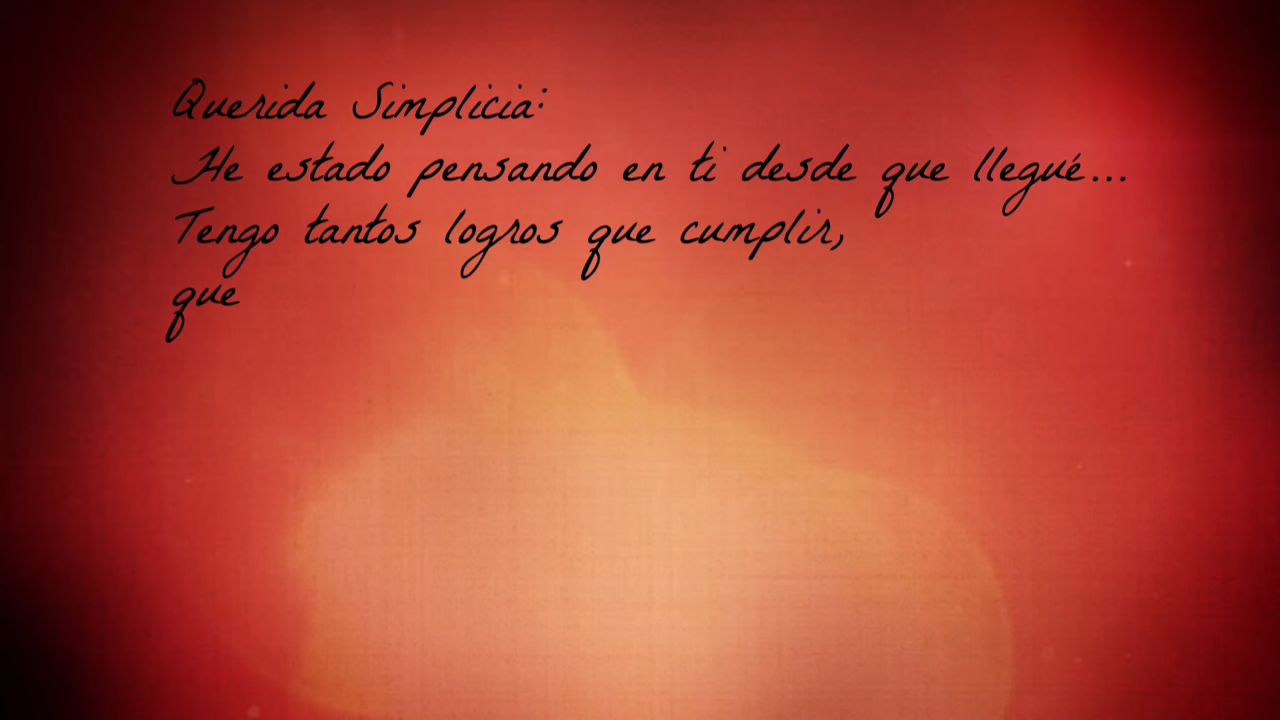 Querida Simplicia:
He estado pensando en ti desde que llegué...
Tengo tantos logros que cumplir,
que